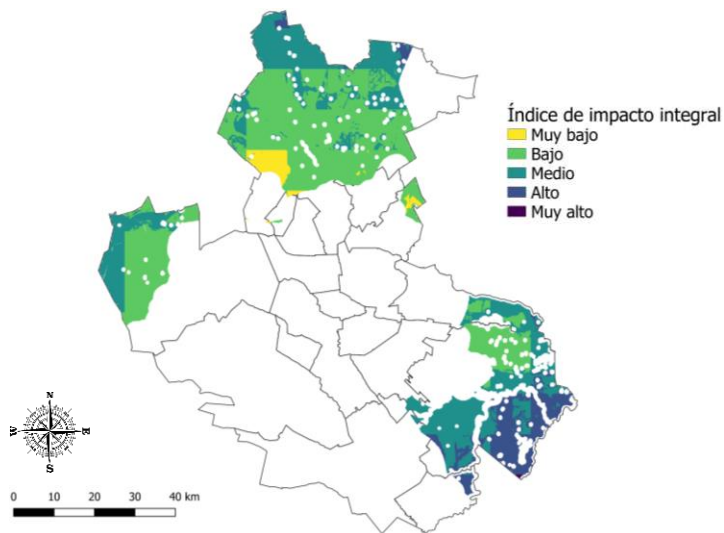 Índice de impacto integral
Muy bajo
Bajo
Medio
Alto
Muy alto
N
W E
S
0 10 20 30 40 km